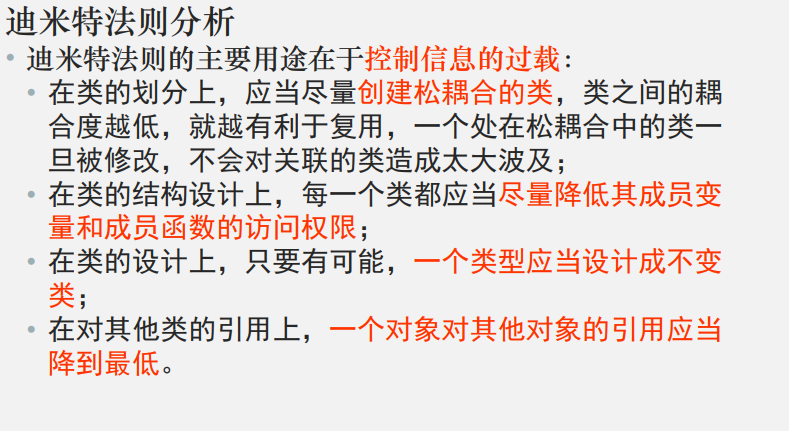 迪米特法则分析
• 迪米特法则的主要用途在于控制信息的过载：
• 在类的划分上，应当尽量创建松耦合的类，类之间的耦
合度越低，就越有利于复用，一个处在松耦合中的类一
旦被修改，不会对关联的类造成太大波及；
• 在类的结构设计上，每一个类都应当尽量降低其成员变
量和成员函数的访问权限；
• 在类的设计上，只要有可能，一个类型应当设计成不变
类；
• 在对其他类的引用上，一个对象对其他对象的引用应当
降到最低。